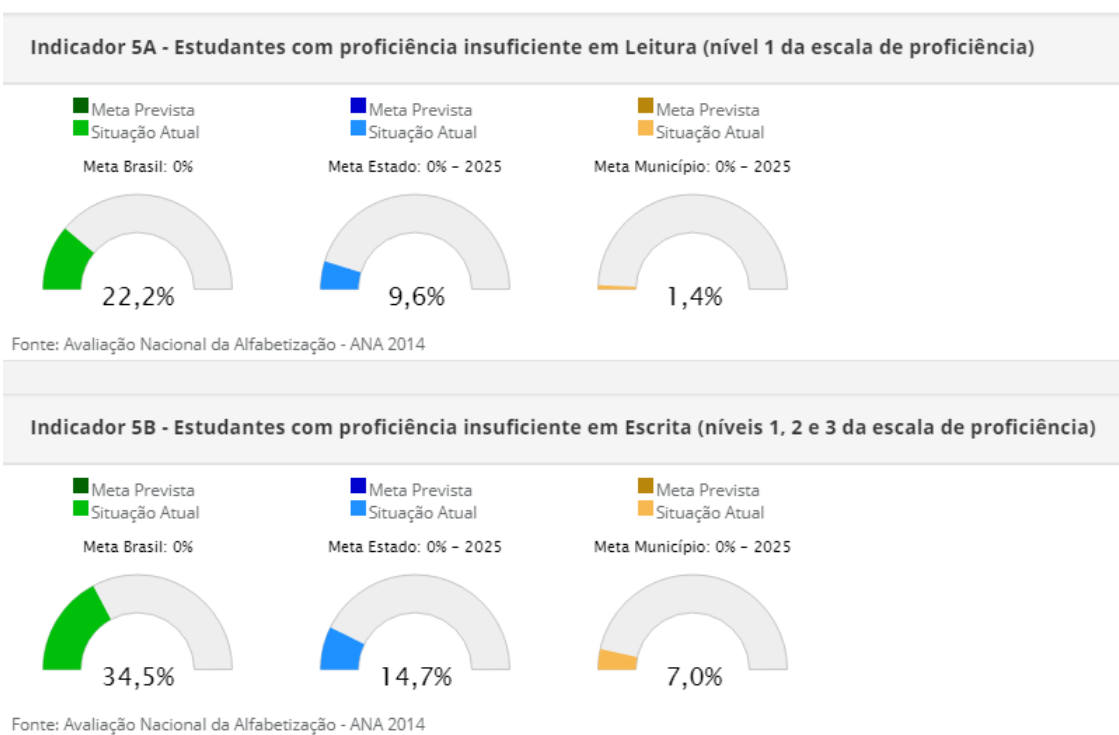 Indicador 5A - Estudantes com proficiência insuficiente em Leitura (nível 1 da escala de proficiência)
Meta Prevista
Situação Atual
Meta Brasil: 0%
22,2%
Meta Prevista
Situação Atual
Meta Estado: 0% – 2025
9,6%
Meta Prevista
Situação Atual
Meta Município: 0% – 2025
1,4%
Fonte: Avaliação Nacional da Alfabetização - ANA 2014
Indicador 5B - Estudantes com proficiência insuficiente em Escrita (níveis 1, 2 e 3 da escala de proficiência)
Meta Prevista
Situação Atual
Meta Brasil: 0%
34,5%
Meta Prevista
Situação Atual
Meta Estado: 0% – 2025
14,7%
Meta Prevista
Situação Atual
Meta Município: 0% – 2025
7,0%
Fonte: Avaliação Nacional da Alfabetização - ANA 2014